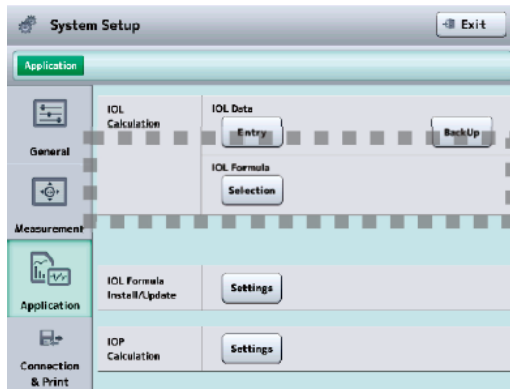 System Setup
Exit
Application
General
Measurement
Application
Connection
& Print
IOL
Calculation
IOL Data
Entry
BackUp
IOL Formula
Selection
IOL Formula
Install/Update
Settings
IOP
Calculation
Settings